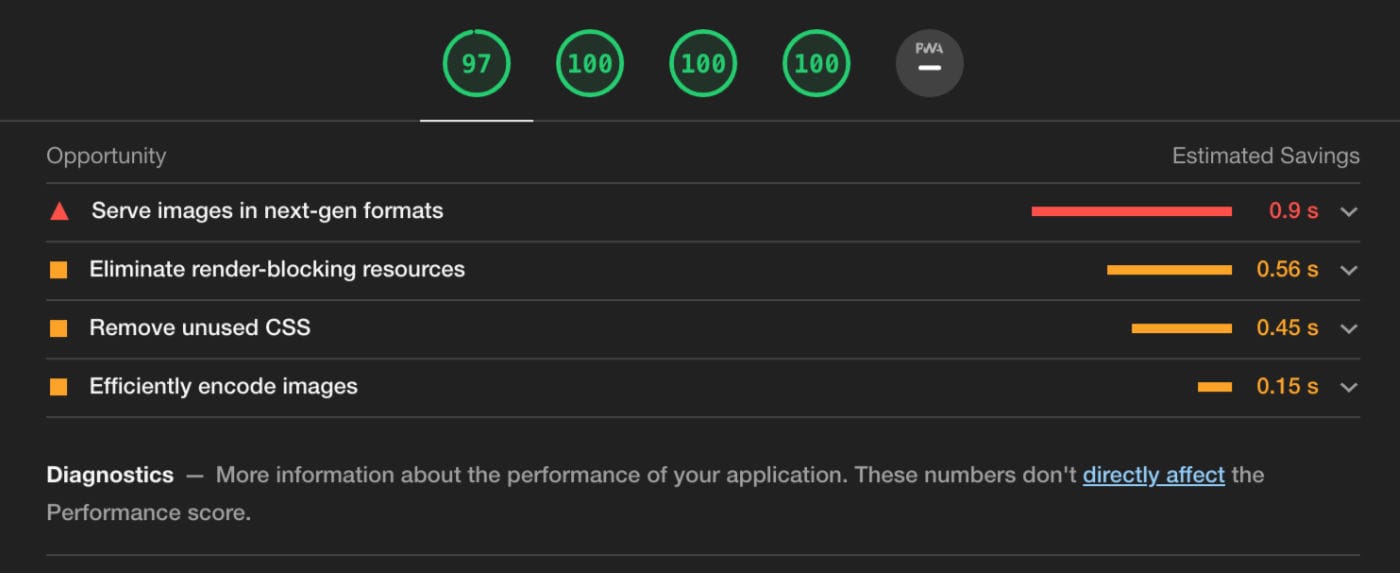 97 100 100 100 PWA
Opportunity Estimated Savings
Serve images in next-gen formats 0.9 s
Eliminate render-blocking resources 0.56 s
Remove unused CSS 0.45 s
Efficiently encode images 0.15 s
Diagnostics — More information about the performance of your application. These numbers don't directly affect the
Performance score.